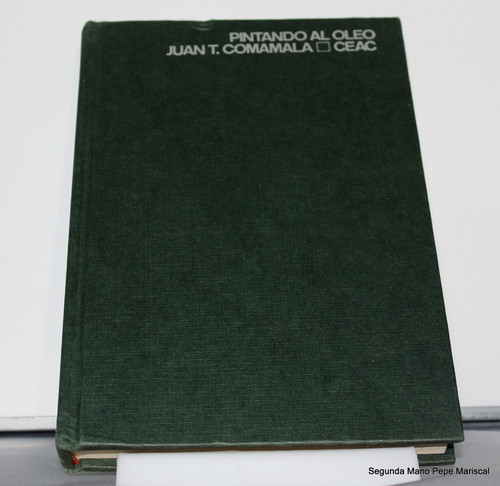 PINTANDO AL OLEO
JUAN T. COMAMALA □ CEAC
Segunda Mano Pepe Mariscal